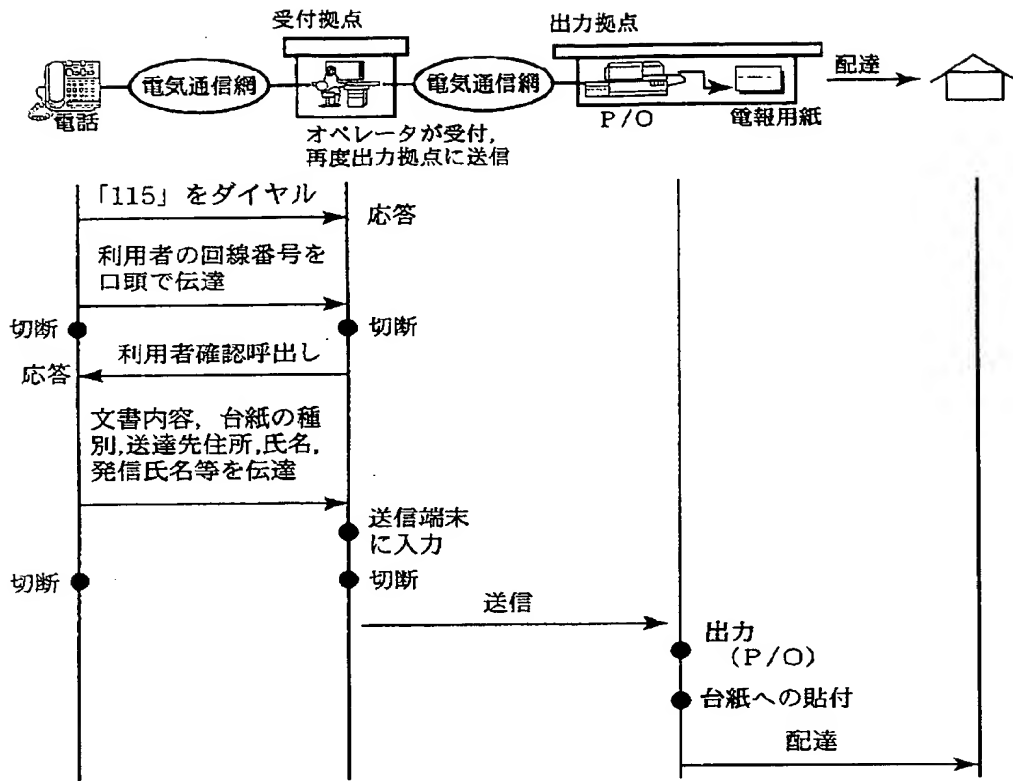 受付拠点
出力拠点
電気通信網
電気通信網
配達
電話
P/O
電報用紙
オペレータが受付,
再度出力拠点に送信
「115」をダイヤル
応答
利用者の回線番号を
口頭で伝達
切断
切断
利用者確認呼出し
応答
文書内容, 台紙の種
別,送達先住所,氏名,
発信氏名等を伝達
送信端末
に入力
切断
切断
送信
出力
(P/O)
台紙への貼付
配達